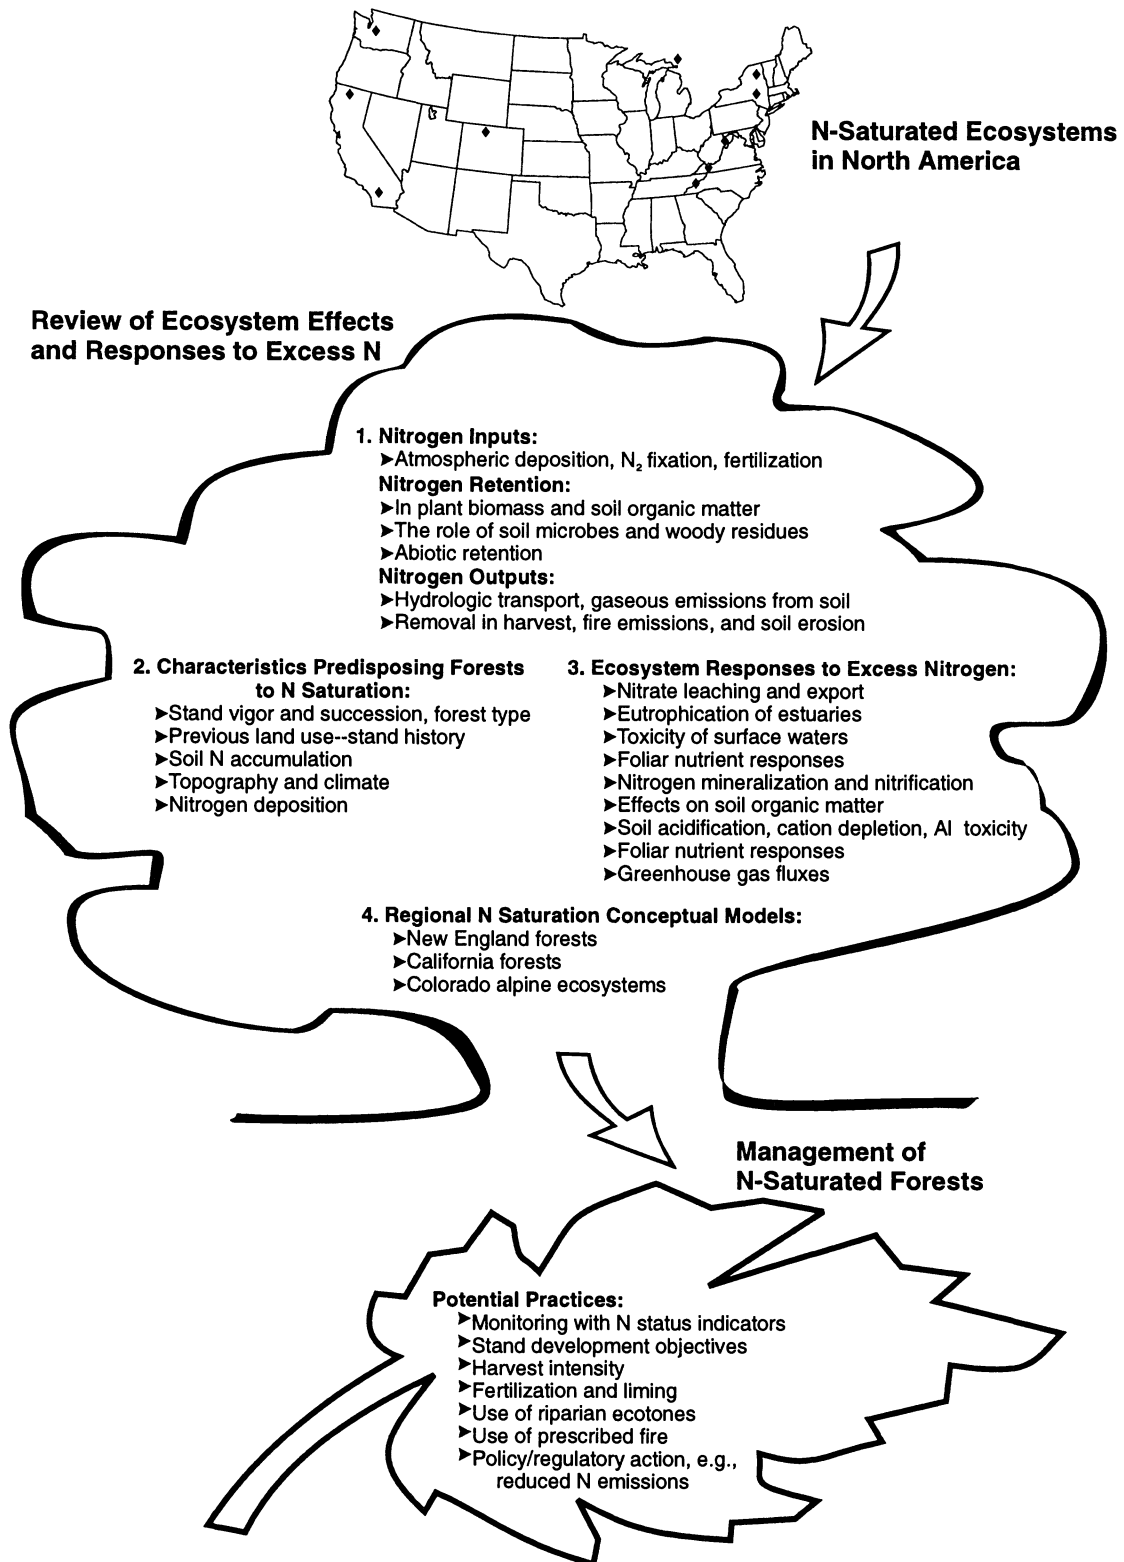 N-Saturated Ecosystems
in North America
Review of Ecosystem Effects
and Responses to Excess N
1. Nitrogen Inputs:
➤Atmospheric deposition, N₂ fixation, fertilization
Nitrogen Retention:
➤In plant biomass and soil organic matter
➤The role of soil microbes and woody residues
➤Abiotic retention
Nitrogen Outputs:
➤Hydrologic transport, gaseous emissions from soil
➤Removal in harvest, fire emissions, and soil erosion
2. Characteristics Predisposing Forests
to N Saturation:
➤Stand vigor and succession, forest type
➤Previous land use--stand history
➤Soil N accumulation
➤Topography and climate
➤Nitrogen deposition
3. Ecosystem Responses to Excess Nitrogen:
➤Nitrate leaching and export
➤Eutrophication of estuaries
➤Toxicity of surface waters
➤Foliar nutrient responses
➤Nitrogen mineralization and nitrification
➤Effects on soil organic matter
➤Soil acidification, cation depletion, Al toxicity
➤Foliar nutrient responses
➤Greenhouse gas fluxes
4. Regional N Saturation Conceptual Models:
➤New England forests
➤California forests
➤Colorado alpine ecosystems
Management of
N-Saturated Forests
Potential Practices:
➤Monitoring with N status indicators
➤Stand development objectives
➤Harvest intensity
➤Fertilization and liming
➤Use of riparian ecotones
➤Use of prescribed fire
➤Policy/regulatory action, e.g.,
reduced N emissions